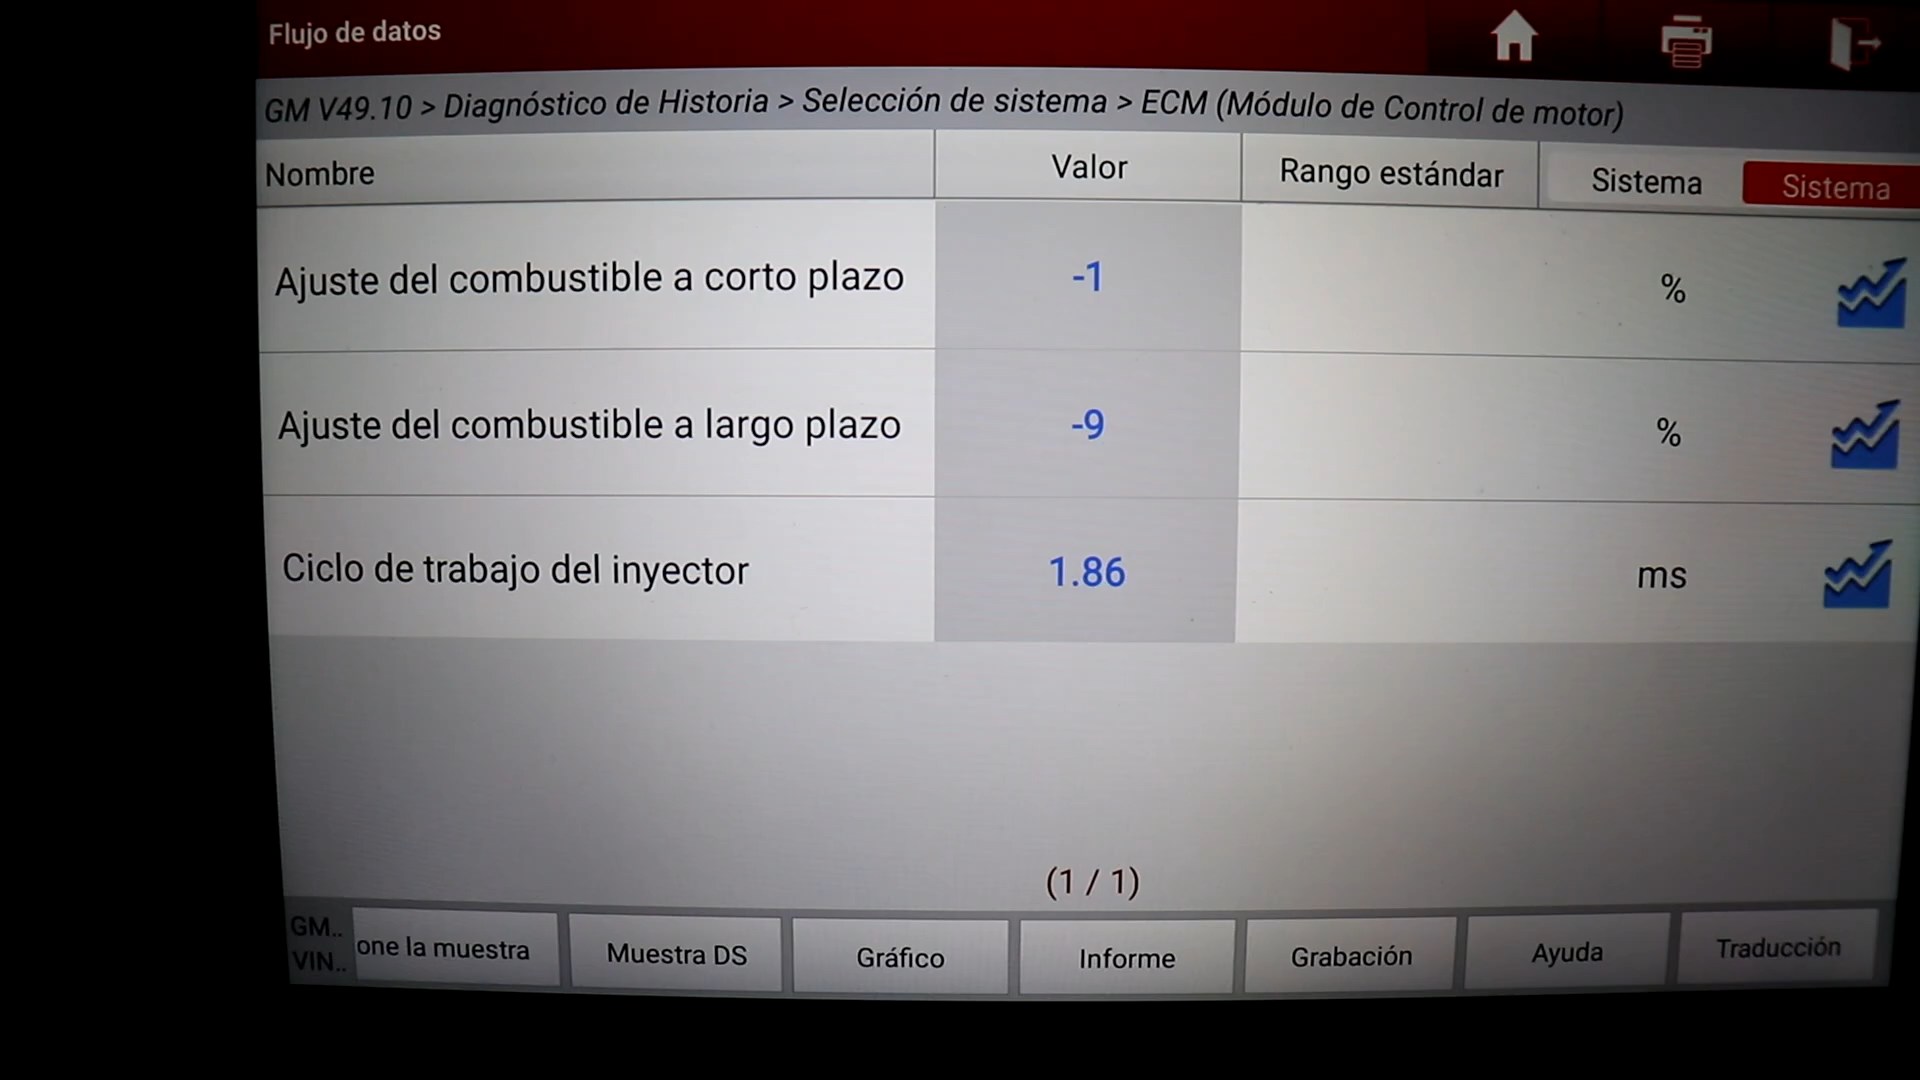 Flujo de datos
GM V49.10 > Diagnóstico de Historia > Selección de sistema > ECM (Módulo de Control de motor)
Nombre Valor Rango estándar Sistema Sistema
Ajuste del combustible a corto plazo -1 %
Ajuste del combustible a largo plazo -9 %
Ciclo de trabajo del inyector 1.86 ms
(1 / 1)
GM..
VIN..
one la muestra Muestra DS Gráfico Informe Grabación Ayuda Traducción